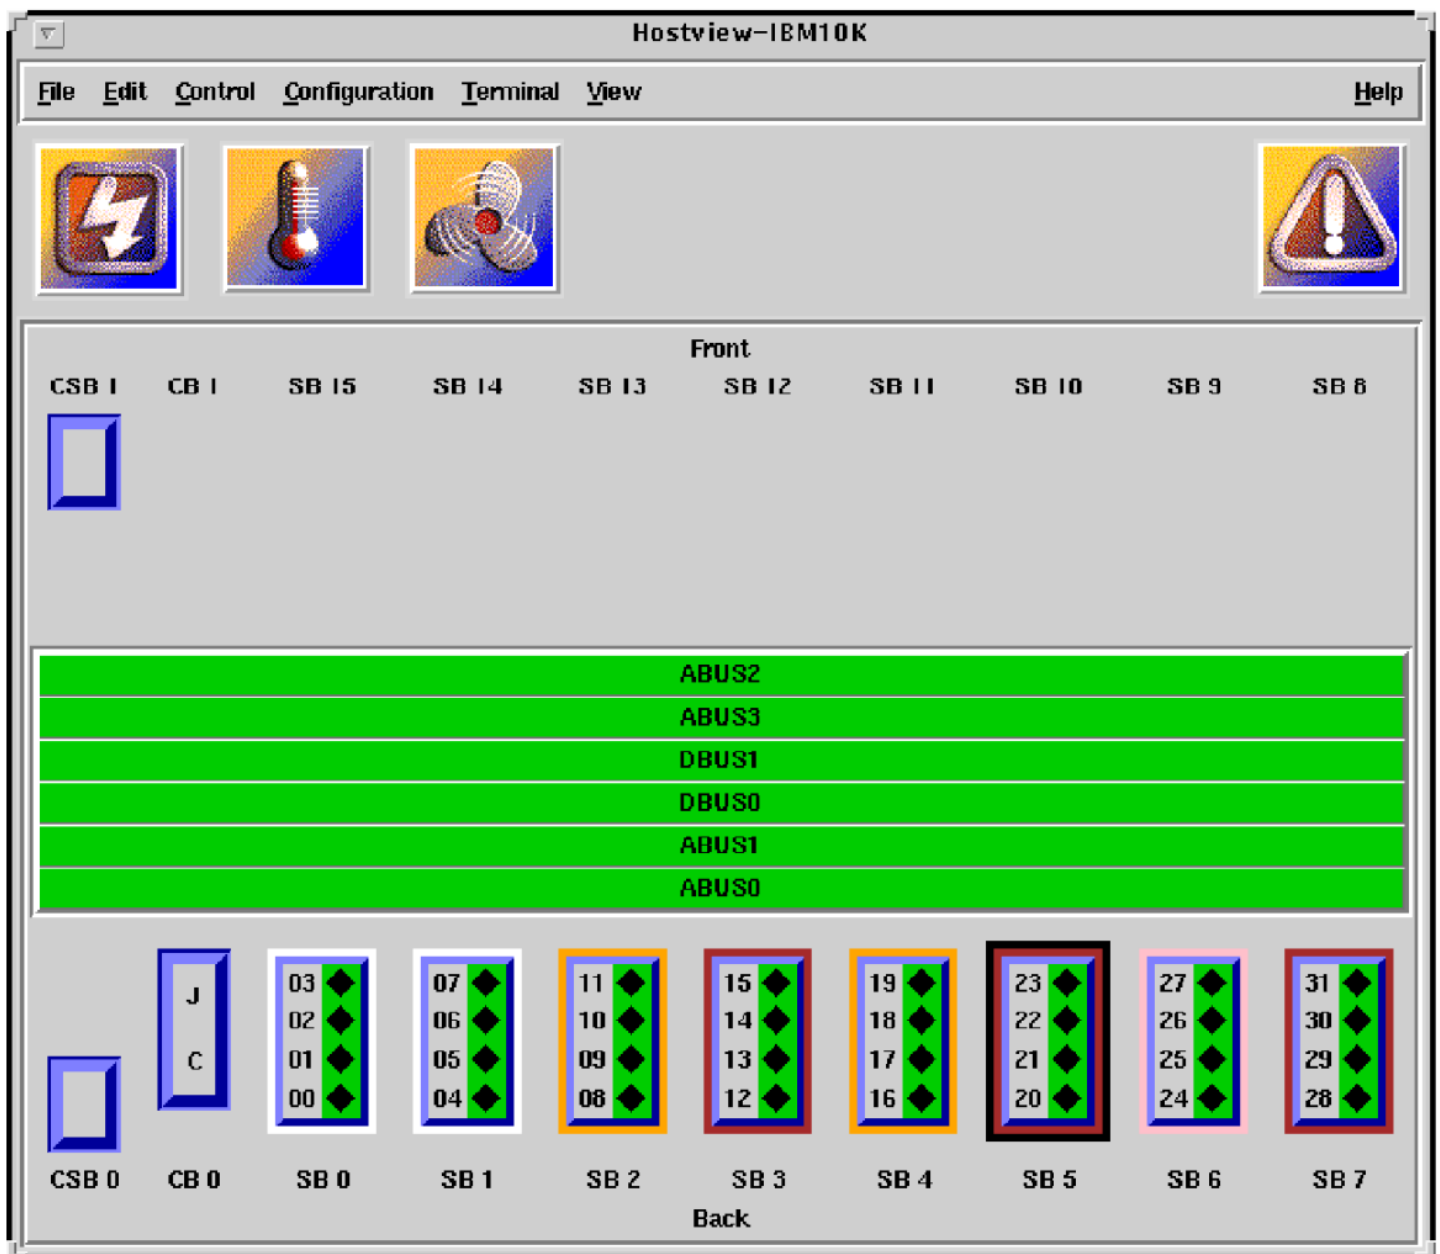 Hostview-IBM10K
File Edit Control Configuration Terminal View Help
Front
CSB 1 CB 1 SB 15 SB 14 SB 13 SB 12 SB 11 SB 10 SB 9 SB 8
ABUS2
ABUS3
DBUS1
DBUS0
ABUS1
ABUS0
J 03 07 11 15 19 23 27 31
02 06 10 14 18 22 26 30
C 01 05 09 13 17 21 25 29
00 04 08 12 16 20 24 28
CSB 0 CB 0 SB 0 SB 1 SB 2 SB 3 SB 4 SB 5 SB 6 SB 7
Back